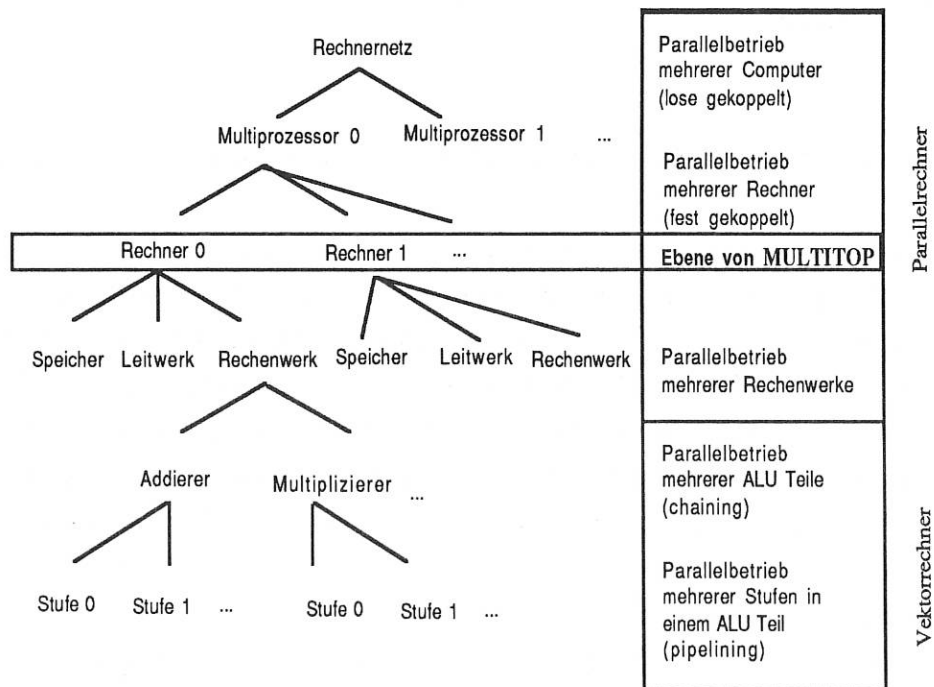 Rechnernetz
Multiprozessor 0 Multiprozessor 1 ...
Rechner 0 Rechner 1 ...
Speicher Leitwerk Rechenwerk Speicher Leitwerk Rechenwerk
Addierer Multiplizierer ...
Stufe 0 Stufe 1 ... Stufe 0 Stufe 1 ...
Parallelbetrieb
mehrerer Computer
(lose gekoppelt)
Parallelbetrieb
mehrerer Rechner
(fest gekoppelt)
Ebene von MULTITOP
Parallelbetrieb
mehrerer Rechenwerke
Parallelbetrieb
mehrerer ALU Teile
(chaining)
Parallelbetrieb
mehrerer Stufen in
einem ALU Teil
(pipelining)
Parallelrechner
Vektorrechner